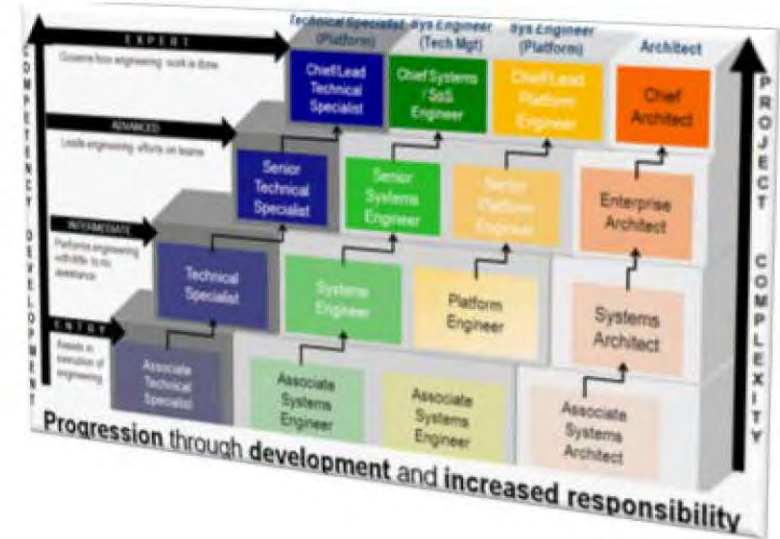 Technical Specialist
(Platform)
Sys Engineer
(Tech Mgt)
Sys Engineer
(Platform)
Architect
COMPETENCY DEVELOPMENT
PROJECT COMPLEXITY
EXPERT
Governs how engineering work is done
Chief/Lead
Technical
Specialist
Chief Systems
/ SoS
Engineer
Chief/Lead
Platform
Engineer
Chief
Architect
ADVANCED
Leads engineering efforts on teams
Senior
Technical
Specialist
Senior
Systems
Engineer
Senior
Platform
Engineer
Enterprise
Architect
INTERMEDIATE
Performs engineering
with little to no
assistance
Technical
Specialist
Systems
Engineer
Platform
Engineer
Systems
Architect
ENTRY
Assists in
execution of
engineering
Associate
Technical
Specialist
Associate
Systems
Engineer
Associate
Systems
Engineer
Associate
Systems
Architect
Progression through development and increased responsibility